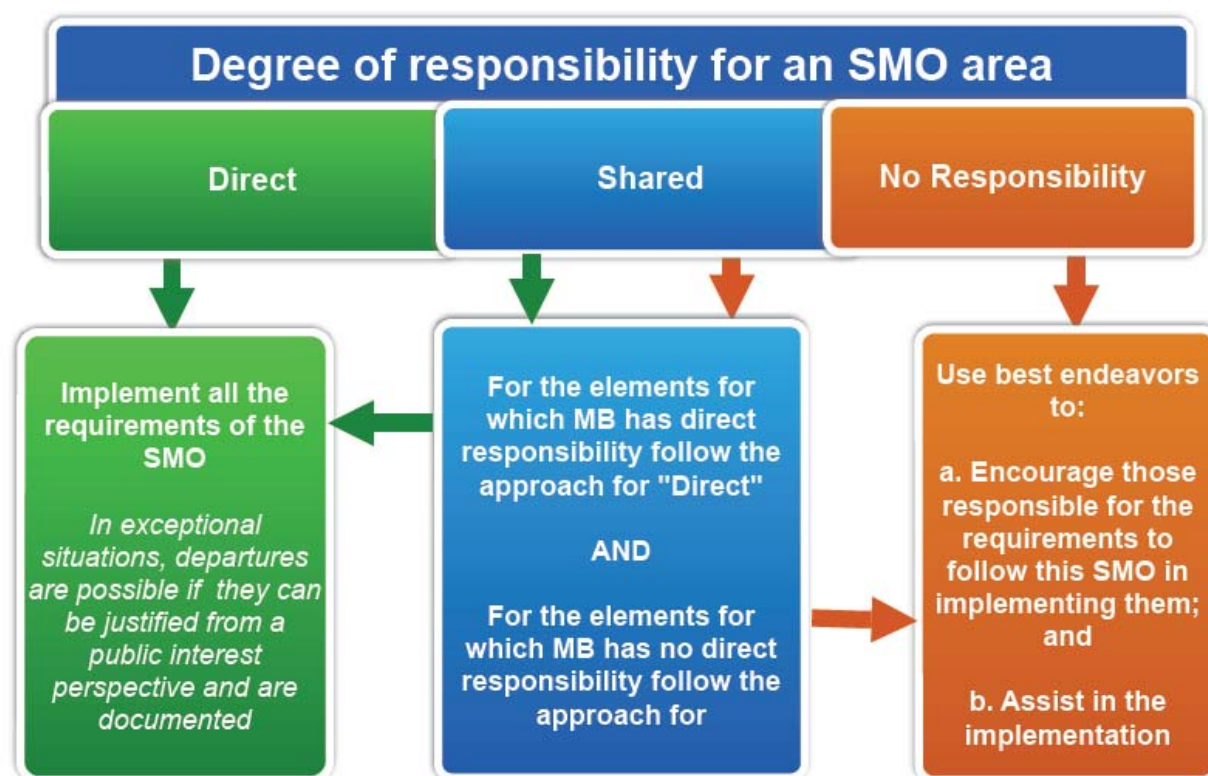 Degree of responsibility for an SMO area
Direct
Shared
No Responsibility
Implement all the
requirements of the
SMO
In exceptional
situations, departures
are possible if they can
be justified from a
public interest
perspective and are
documented
For the elements for
which MB has direct
responsibility follow the
approach for "Direct"
AND
For the elements for
which MB has no direct
responsibility follow the
approach for
Use best endeavors
to:
a. Encourage those
responsible for the
requirements to
follow this SMO in
implementing them;
and
b. Assist in the
implementation